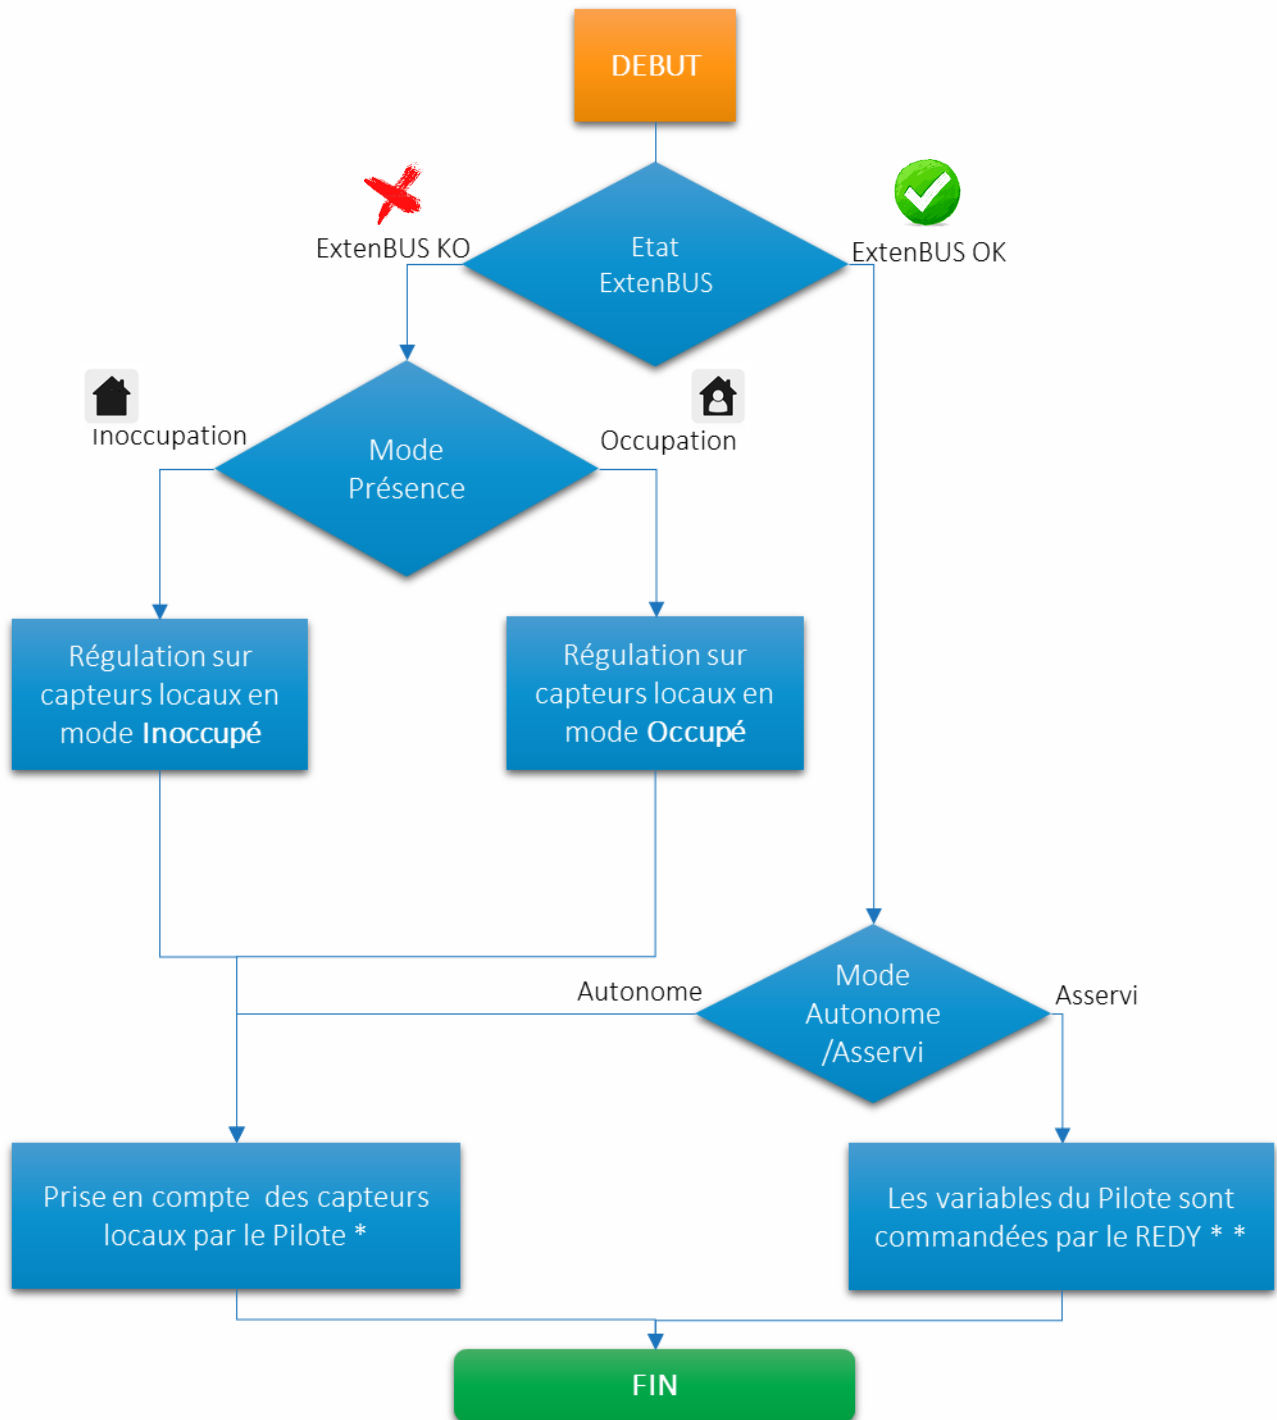 DEBUT
ExtenBUS KO
Etat
ExtenBUS
ExtenBUS OK
Inoccupation
Mode
Présence
Occupation
Régulation sur
capteurs locaux en
mode Inoccupé
Régulation sur
capteurs locaux en
mode Occupé
Autonome
Mode
Autonome
/Asservi
Asservi
Prise en compte des capteurs
locaux par le Pilote *
Les variables du Pilote sont
commandées par le REDY * *
FIN